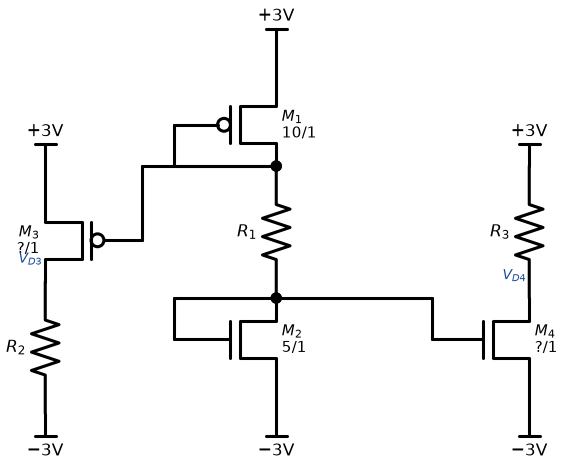 +3V
M1
10/1
+3V
+3V
M3
?/1
VD3
R1
R3
VD4
R2
M2
5/1
M4
?/1
−3V
−3V
−3V